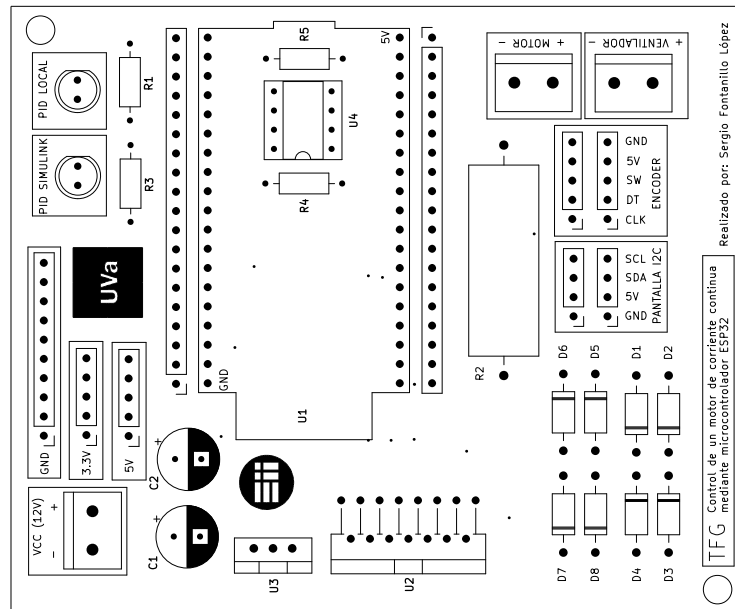 PID LOCAL
R1
R5
5V
U4
- MOTOR +
- VENTILADOR +
PID SIMULINK
R3
R4
GND
5V
SW
DT
CLK
ENCODER
UVa
SCL
SDA
5V
GND
PANTALLA I2C
GND
U1
R2
D6
D5
D1
D2
GND
3.3V
5V
+
C2
VCC (12V)
- +
+
C1
U3
U2
D7
D8
D4
D3
Realizado por: Sergio Fontanillo López
TFG
Control de un motor de corriente continua
mediante microcontrolador ESP32